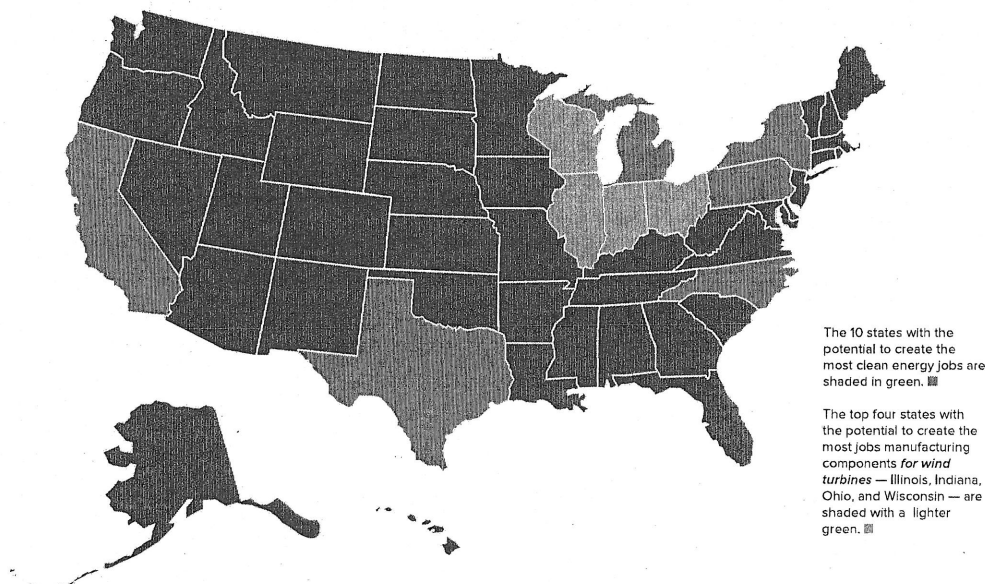 The 10 states with the
potential to create the
most clean energy jobs are
shaded in green.
The top four states with
the potential to create the
most jobs manufacturing
components for wind
turbines — Illinois, Indiana,
Ohio, and Wisconsin — are
shaded with a lighter
green.